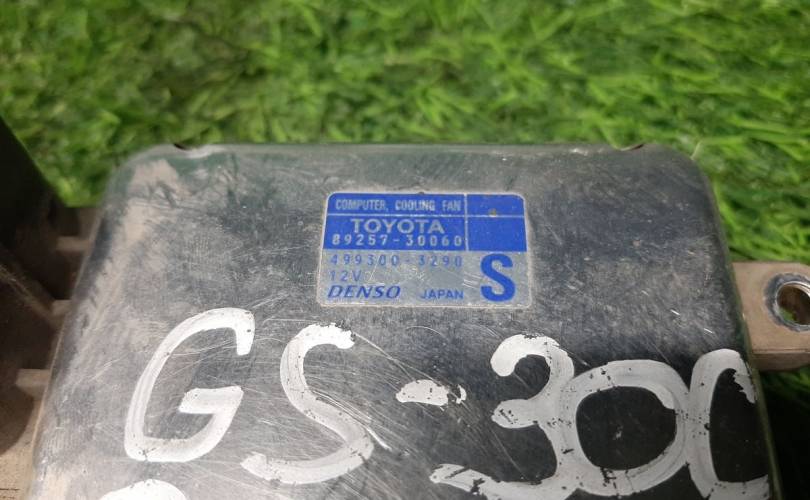 COMPUTER, COOLING FAN
TOYOTA
89257-30060
499300-3290
12V
S
DENSO JAPAN
GS-300